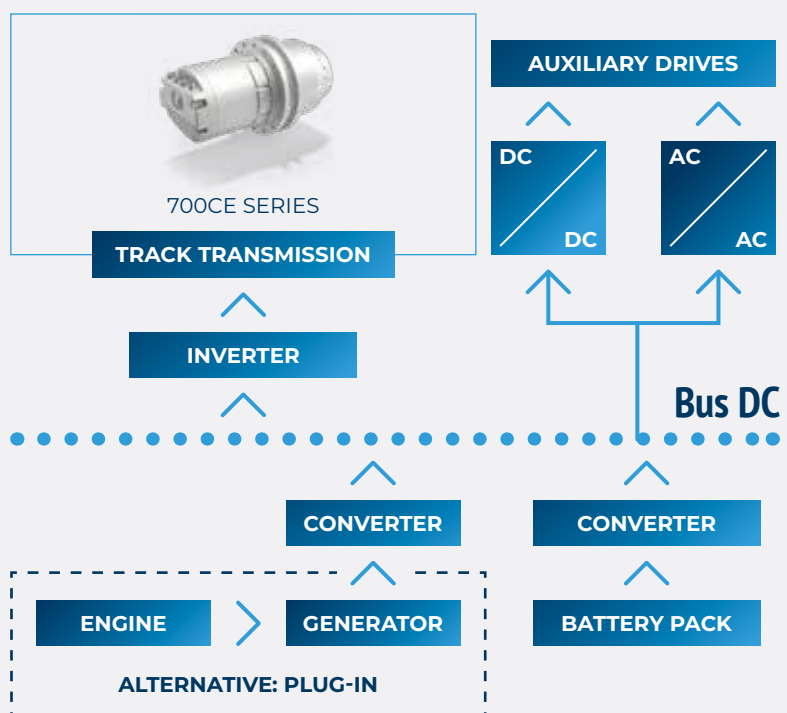 AUXILIARY DRIVES
700CE SERIES
DC
DC
AC
AC
TRACK TRANSMISSION
INVERTER
Bus DC
CONVERTER
CONVERTER
ENGINE
GENERATOR
BATTERY PACK
ALTERNATIVE: PLUG-IN